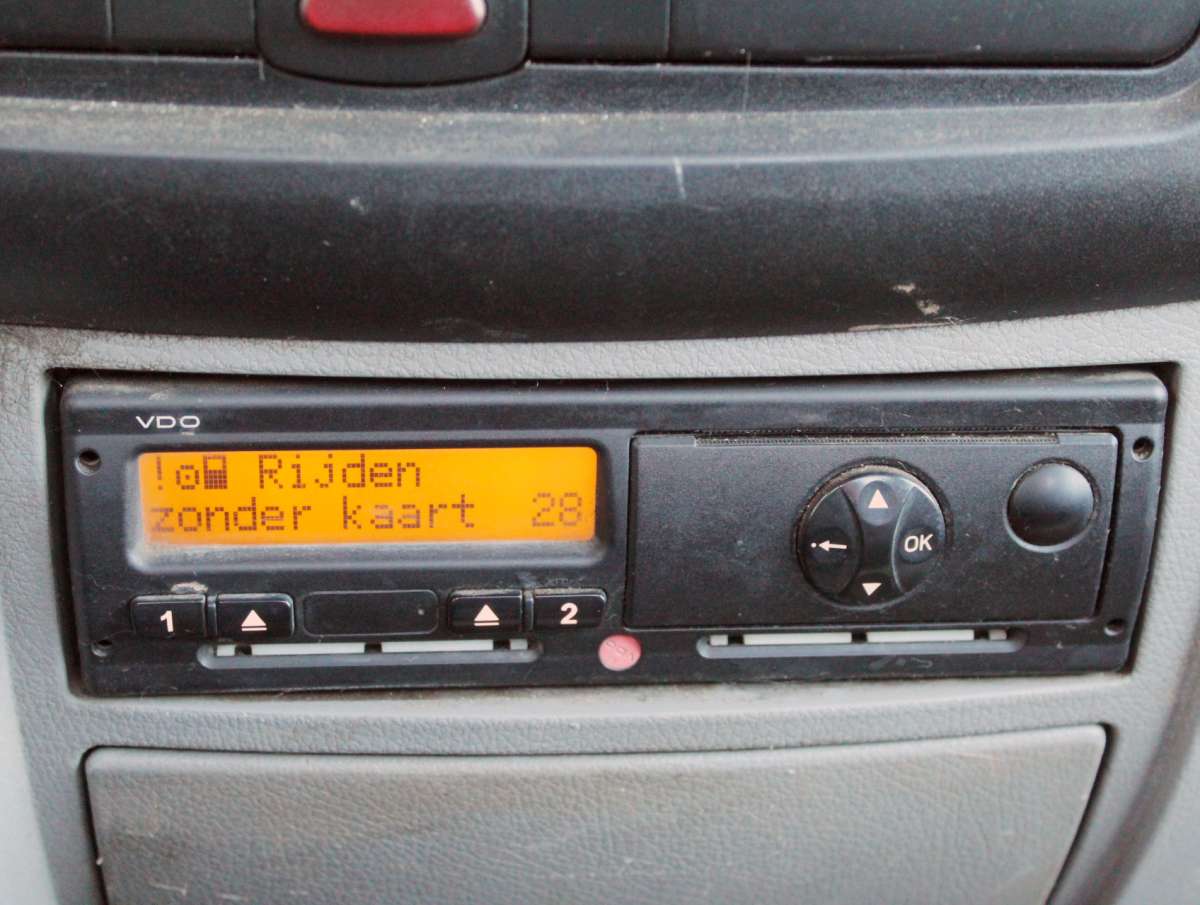 VDO
! Rijden
zonder kaart 28
1
2
OK